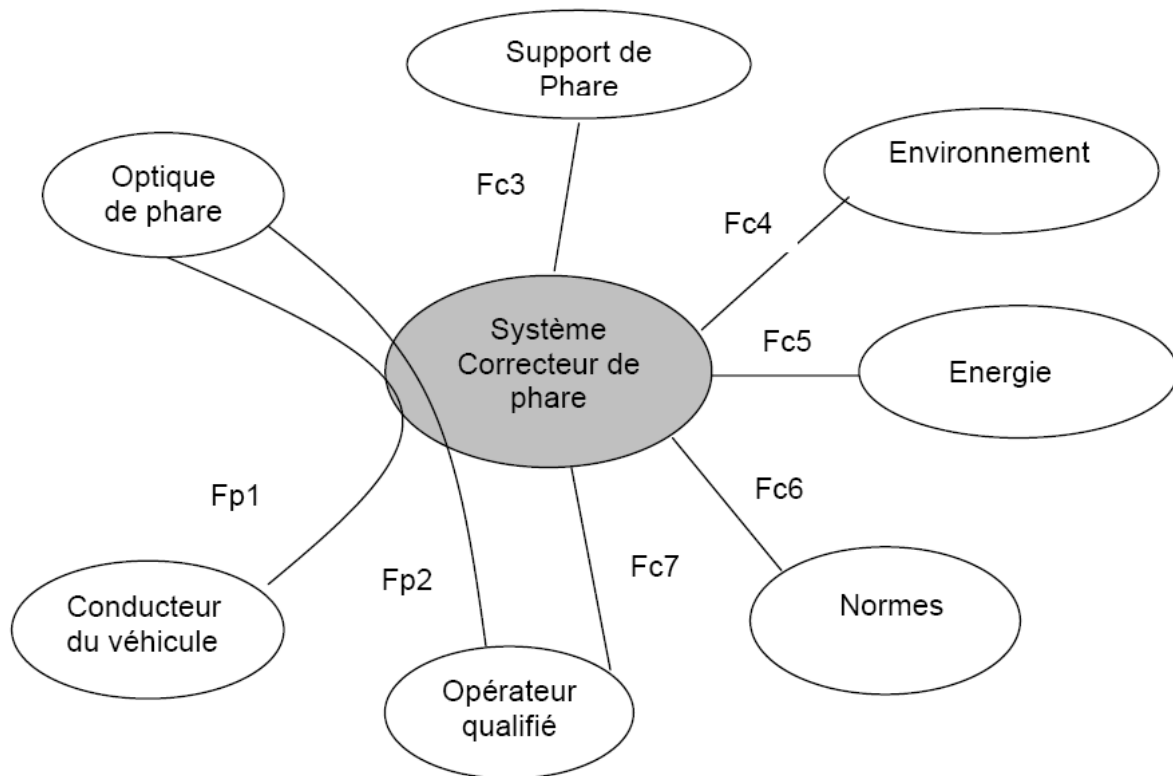 Support de
Phare
Environnement
Optique
de phare
Fc3
Fc4
Système
Correcteur de
phare
Fc5
Energie
Fp1
Fc6
Fp2
Fc7
Conducteur
du véhicule
Normes
Opérateur
qualifié